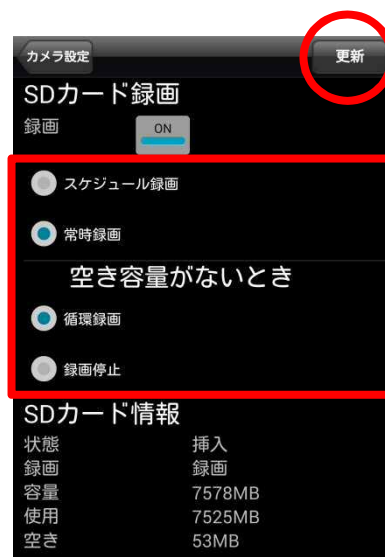 カメラ設定 更新
SDカード録画
録画 ON
スケジュール録画
常時録画
空き容量がないとき
循環録画
録画停止
SDカード情報
状態 挿入
録画 録画
容量 7578MB
使用 7525MB
空き 53MB